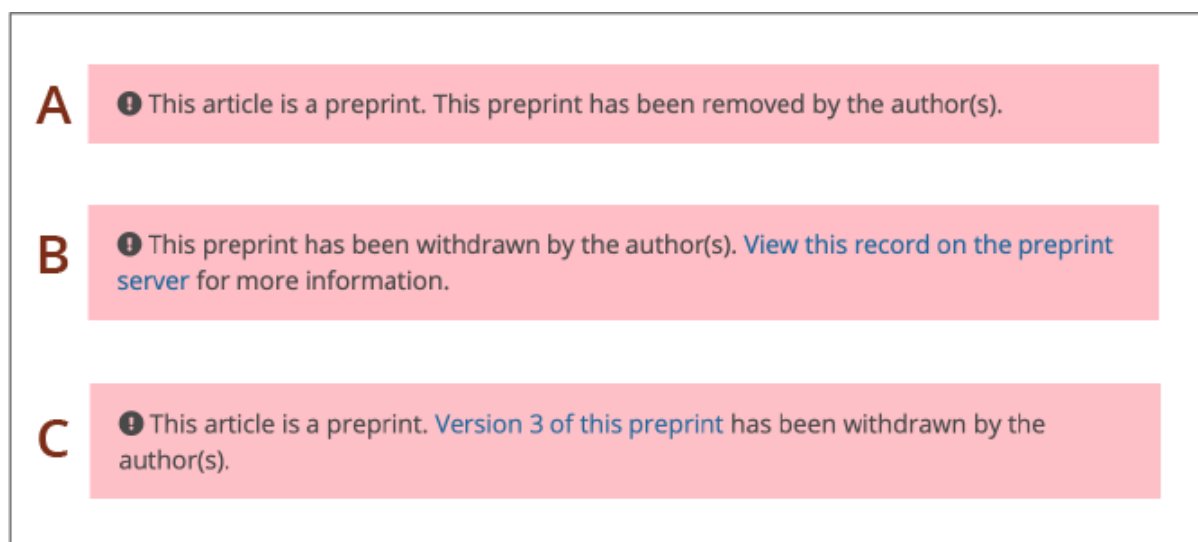 A
This article is a preprint. This preprint has been removed by the author(s).
B
This preprint has been withdrawn by the author(s). View this record on the preprint
server for more information.
C
This article is a preprint. Version 3 of this preprint has been withdrawn by the
author(s).